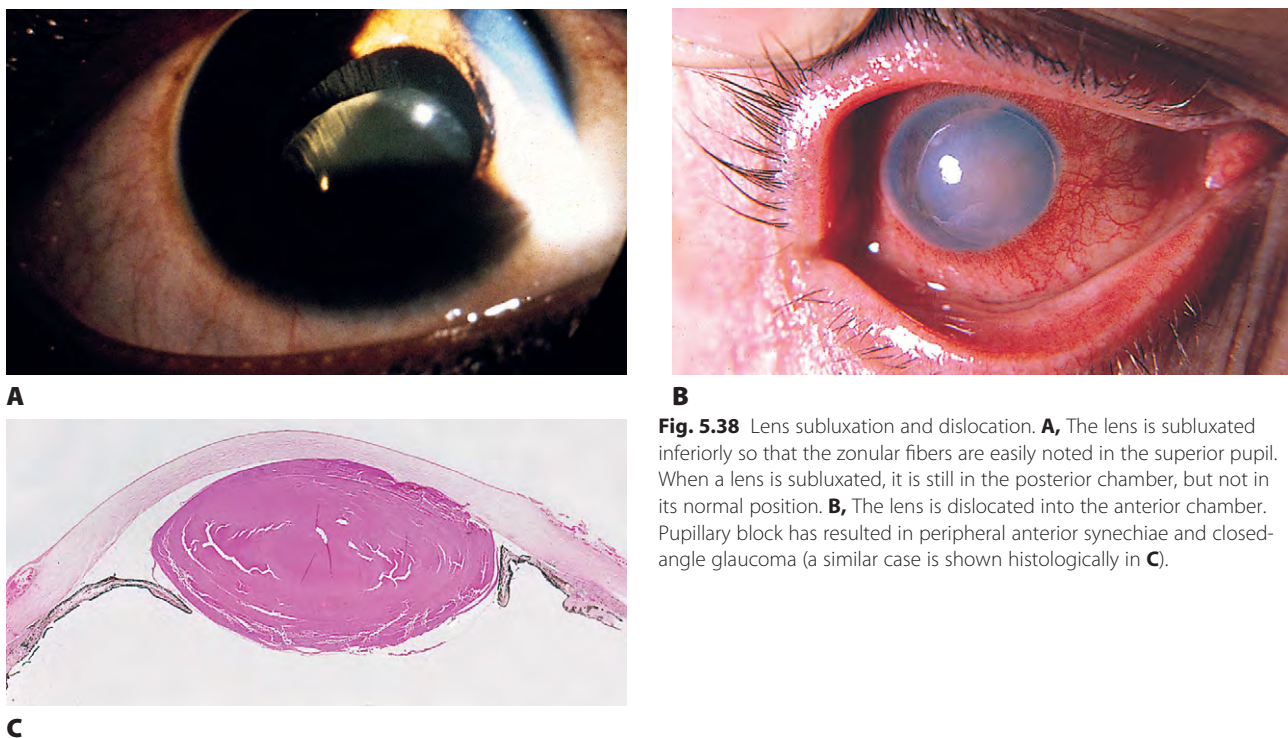 A
B
Fig. 5.38 Lens subluxation and dislocation. A, The lens is subluxated
inferiorly so that the zonular fibers are easily noted in the superior pupil.
When a lens is subluxated, it is still in the posterior chamber, but not in
its normal position. B, The lens is dislocated into the anterior chamber.
Pupillary block has resulted in peripheral anterior synechiae and closed-
angle glaucoma (a similar case is shown histologically in C).
C